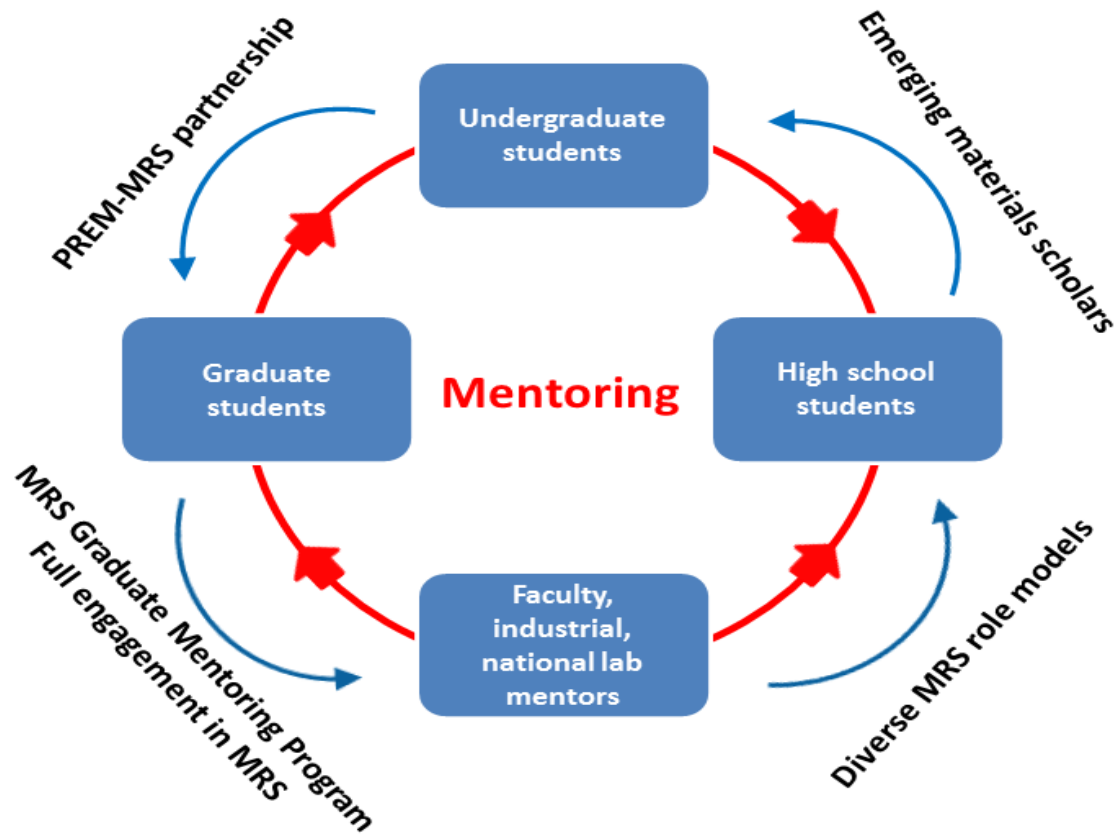 PREM-MRS partnership
Undergraduate
students
Emerging materials scholars
Graduate
students
Mentoring
High school
students
MRS Graduate Mentoring Program
Full engagement in MRS
Faculty,
industrial,
national lab
mentors
Diverse MRS role models